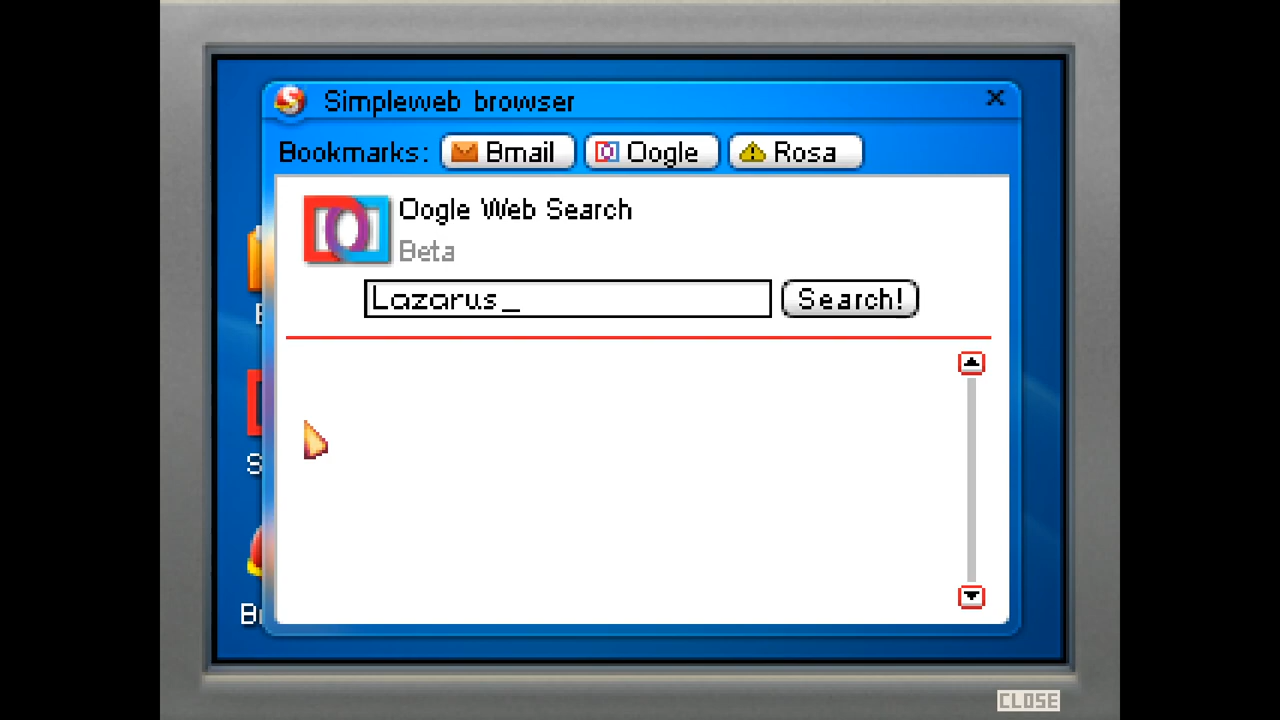 Simpleweb browser
Bookmarks: Bmail Oogle Rosa
Oogle Web Search
Beta
Lazarus_ Search!
CLOSE